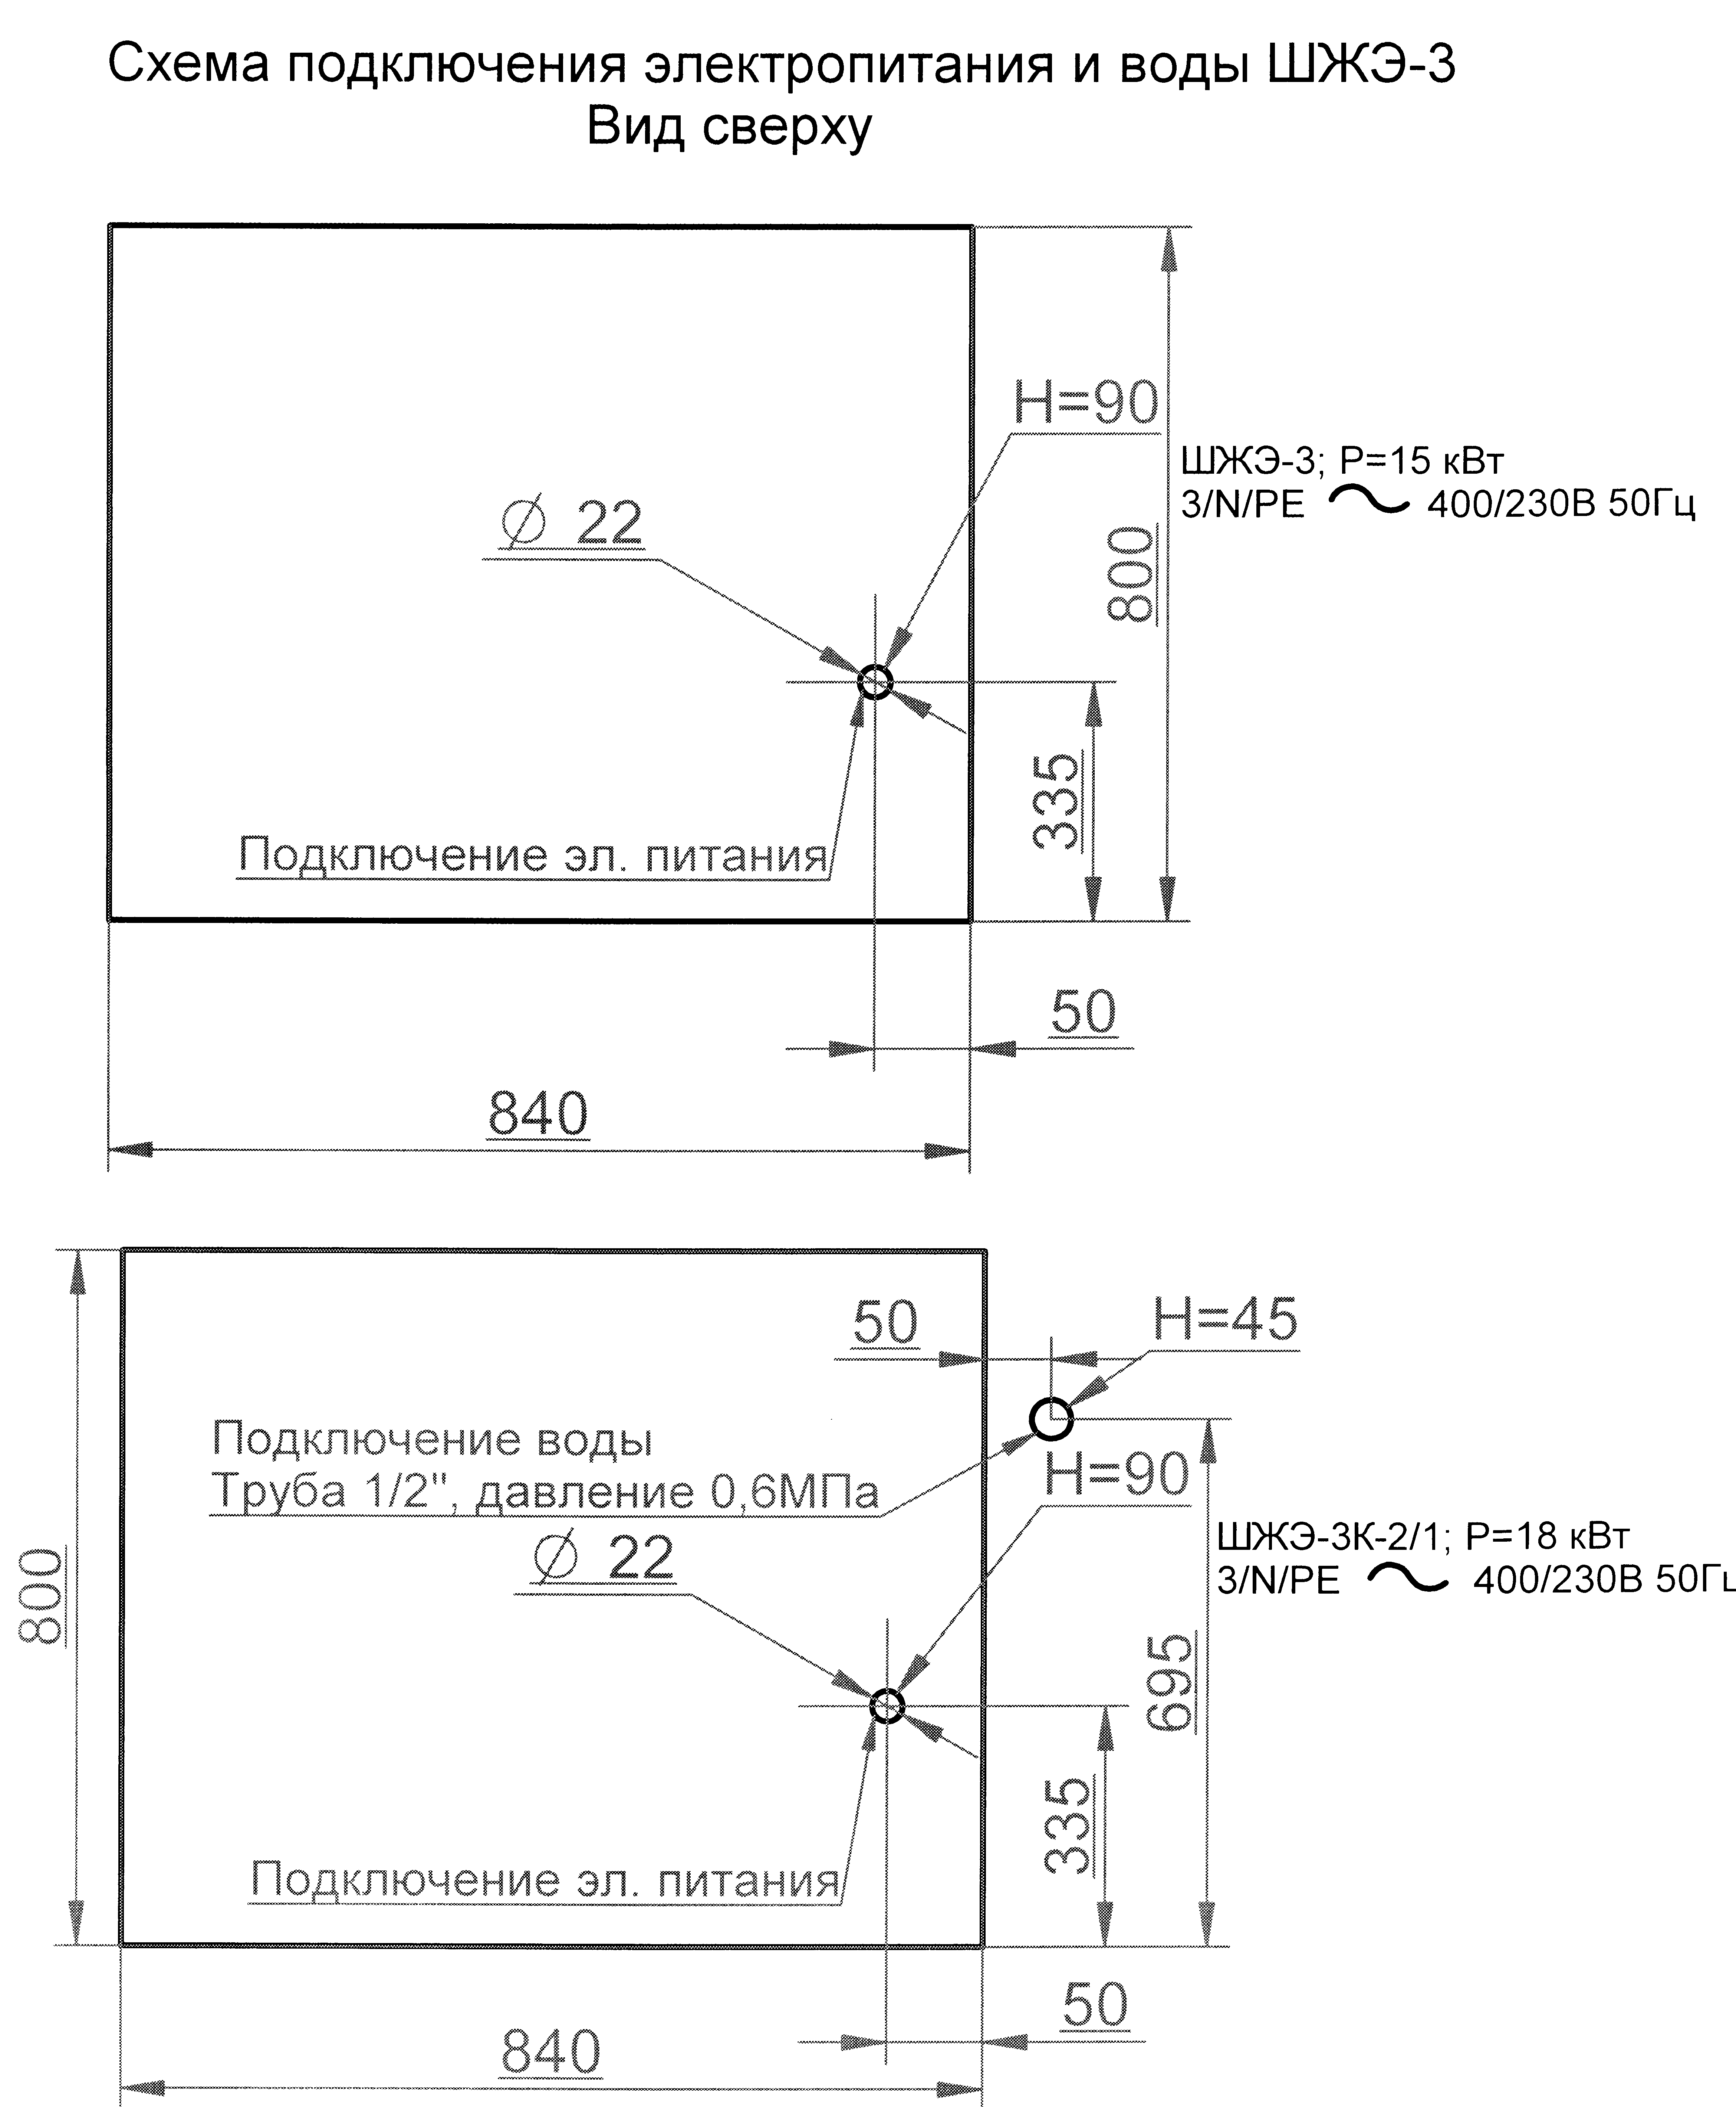 Схема подключения электропитания и воды ШЖЭ-3
Вид сверху
H=90
ШЖЭ-3; P=15 кВт
3/N/PE 400/230В 50Гц
Ø 22
800
335
Подключение эл. питания
50
840
50
H=45
Подключение воды
Труба 1/2", давление 0,6МПа
H=90
Ø 22
ШЖЭ-3К-2/1; P=18 кВт
3/N/PE 400/230В 50Гц
800
695
335
Подключение эл. питания
50
840